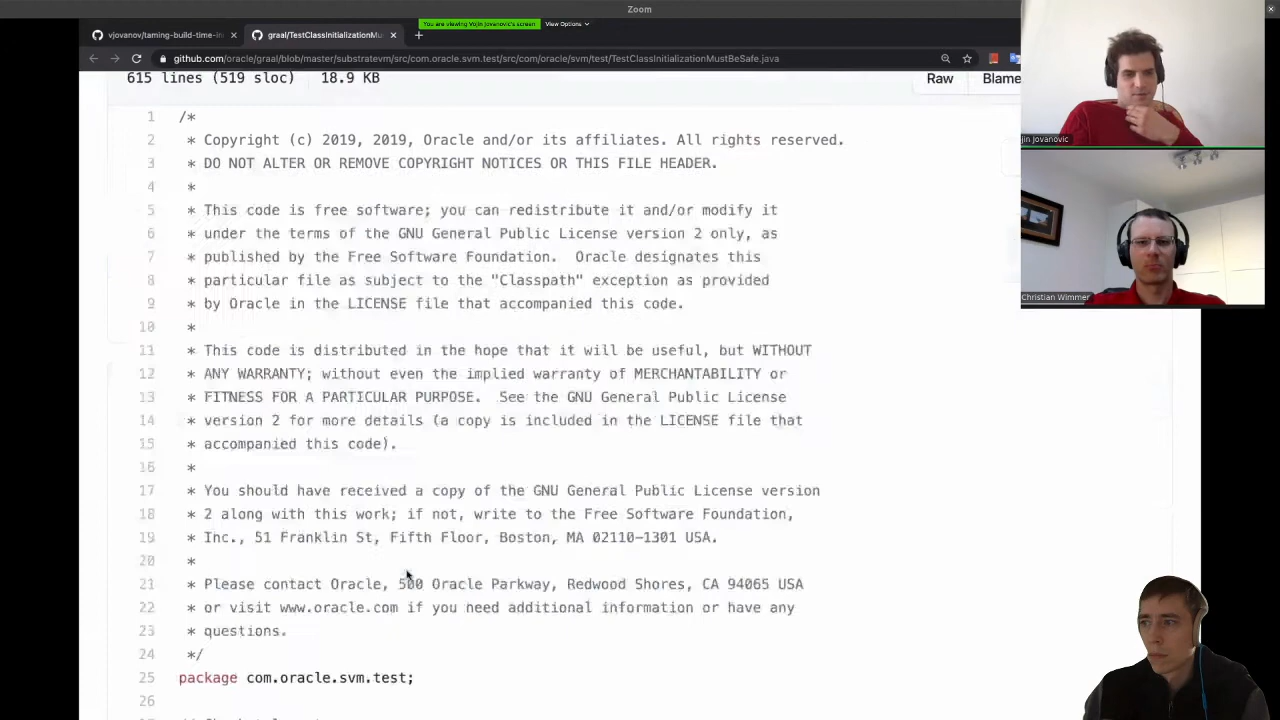 Zoom
You are viewing Vojin Jovanovic's screen
View Options
vjovanov/taming-build-time-in
graal/TestClassInitializationMu
github.com/oracle/graal/blob/master/substratevm/src/com.oracle.svm.test/src/com/oracle/svm/test/TestClassInitializationMustBeSafe.java
615 lines (519 sloc) 18.9 KB
Raw
Blame
jin Jovanovic
Christian Wimmer
1 /*
2 * Copyright (c) 2019, 2019, Oracle and/or its affiliates. All rights reserved.
3 * DO NOT ALTER OR REMOVE COPYRIGHT NOTICES OR THIS FILE HEADER.
4 *
5 * This code is free software; you can redistribute it and/or modify it
6 * under the terms of the GNU General Public License version 2 only, as
7 * published by the Free Software Foundation.  Oracle designates this
8 * particular file as subject to the "Classpath" exception as provided
9 * by Oracle in the LICENSE file that accompanied this code.
10 *
11 * This code is distributed in the hope that it will be useful, but WITHOUT
12 * ANY WARRANTY; without even the implied warranty of MERCHANTABILITY or
13 * FITNESS FOR A PARTICULAR PURPOSE.  See the GNU General Public License
14 * version 2 for more details (a copy is included in the LICENSE file that
15 * accompanied this code).
16 *
17 * You should have received a copy of the GNU General Public License version
18 * 2 along with this work; if not, write to the Free Software Foundation,
19 * Inc., 51 Franklin St, Fifth Floor, Boston, MA 02110-1301 USA.
20 *
21 * Please contact Oracle, 500 Oracle Parkway, Redwood Shores, CA 94065 USA
22 * or visit www.oracle.com if you need additional information or have any
23 * questions.
24 */
25 package com.oracle.svm.test;
26